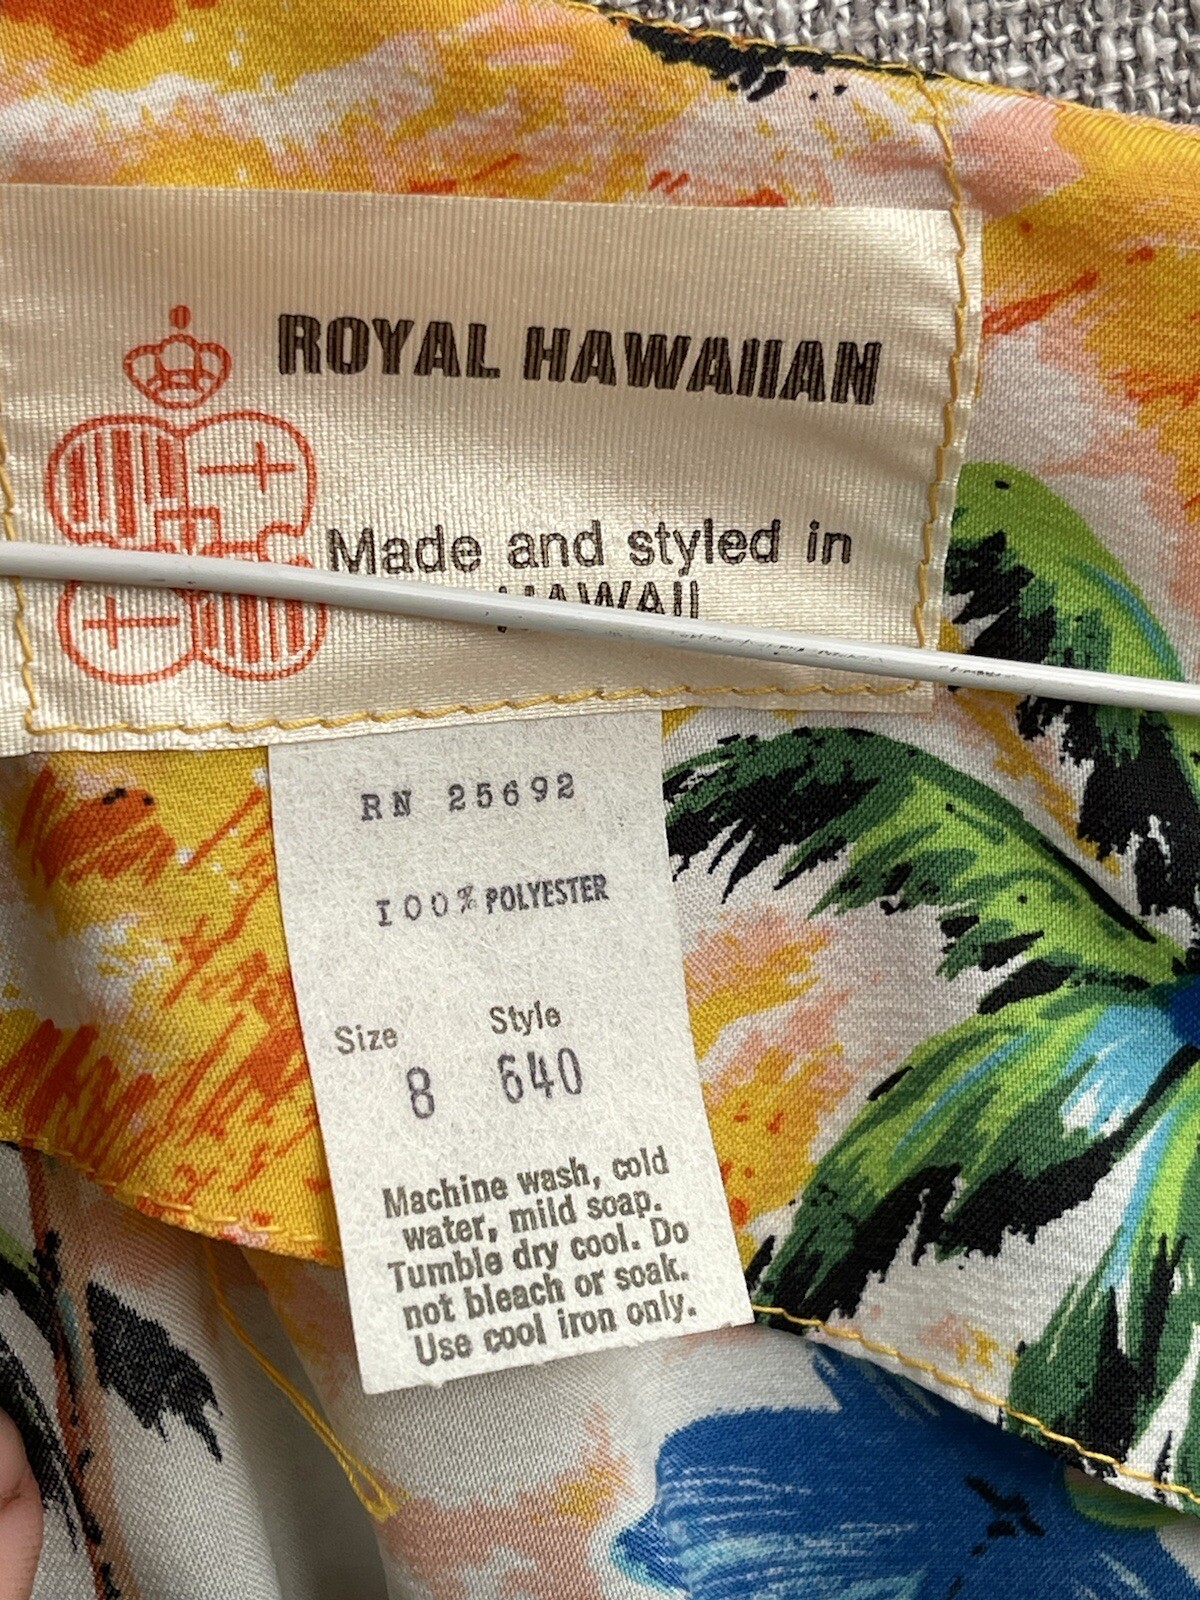 ROYAL HAWAIIAN
Made and styled in
HAWAII
RN 25692
100% POLYESTER
Size Style
8 640
Machine wash, cold
water, mild soap.
Tumble dry cool. Do
not bleach or soak.
Use cool iron only.